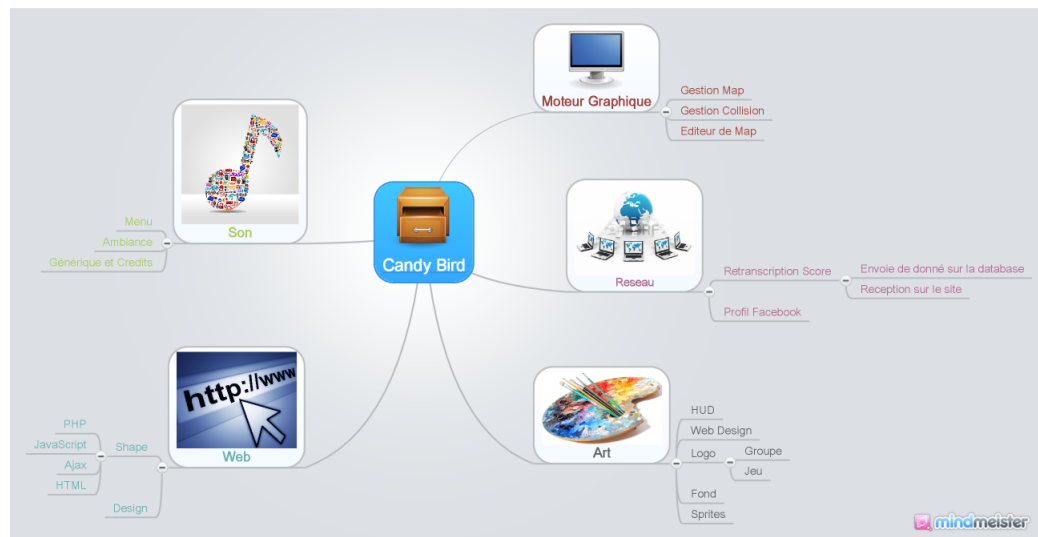 Moteur Graphique
Gestion Map
Gestion Collision
Editeur de Map
Son
Menu
Ambiance
Générique et Credits
Candy Bird
Reseau
Retranscription Score
Envoie de donné sur la database
Reception sur le site
Profil Facebook
http://www
Web
Shape
PHP
JavaScript
Ajax
HTML
Design
Art
HUD
Web Design
Logo
Groupe
Jeu
Fond
Sprites
mindmeister